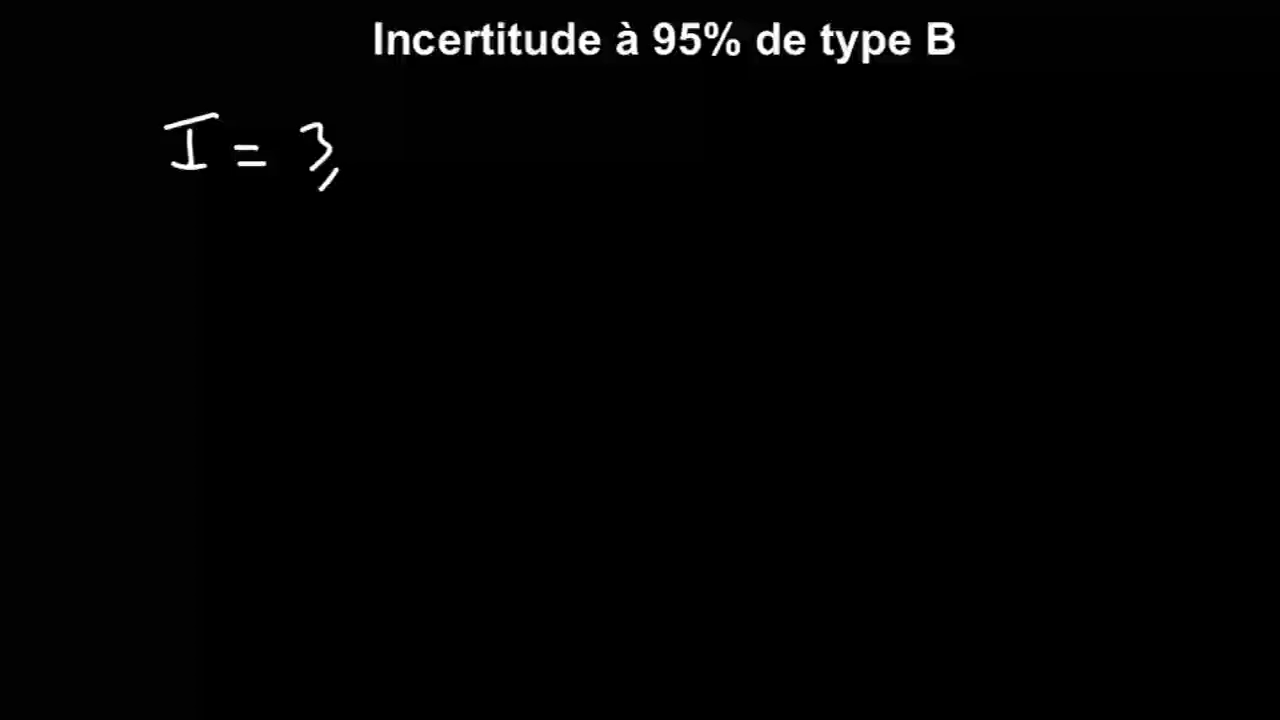 Incertitude à 95% de type B
I = 3,